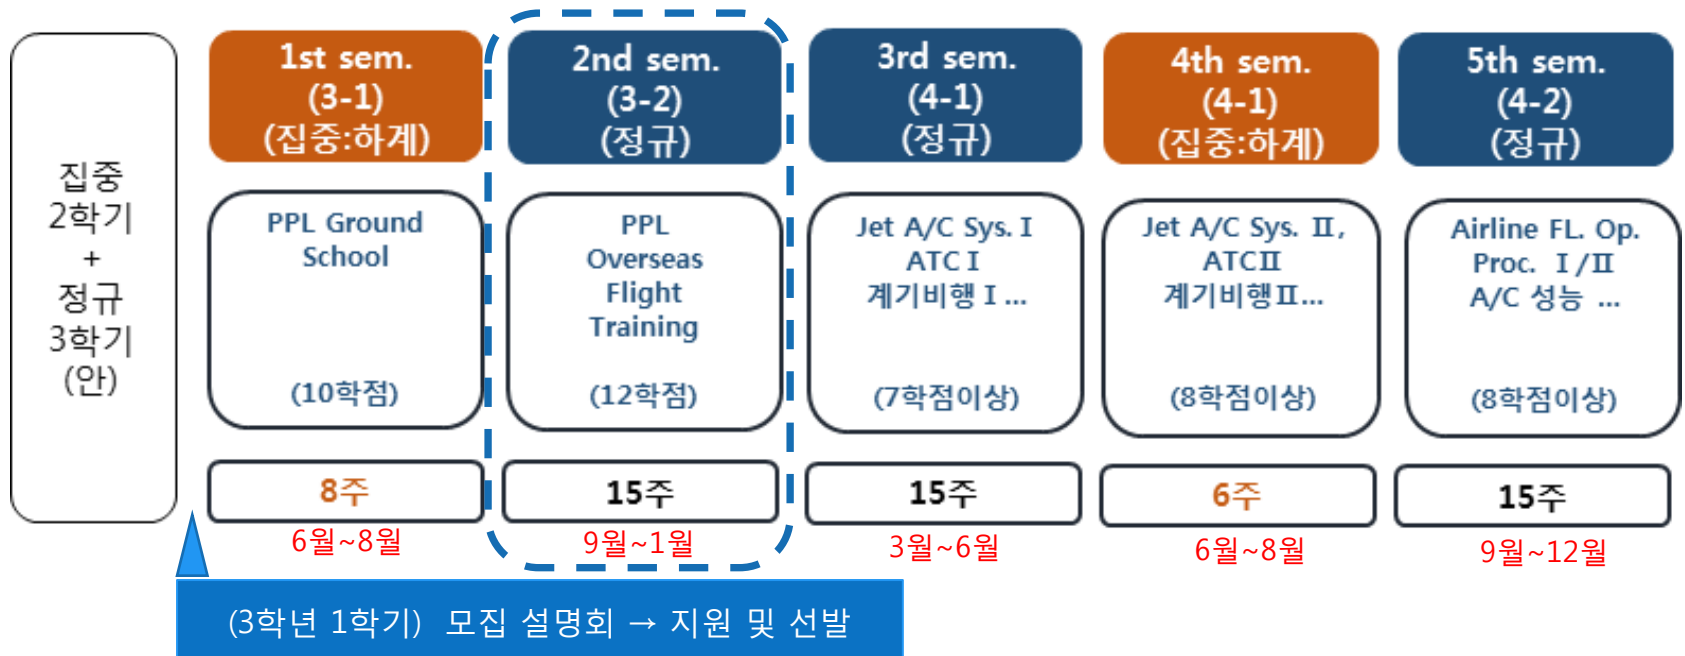 집중
2학기
+
정규
3학기
(안)
1st sem.
(3-1)
(집중:하계)
PPL Ground
School
(10학점)
8주
6월~8월
2nd sem.
(3-2)
(정규)
PPL
Overseas
Flight
Training
(12학점)
15주
9월~1월
3rd sem.
(4-1)
(정규)
Jet A/C Sys. Ⅰ
ATC Ⅰ
계기비행 Ⅰ ...
(7학점이상)
15주
3월~6월
4th sem.
(4-1)
(집중:하계)
Jet A/C Sys. Ⅱ,
ATCⅡ
계기비행Ⅱ...
(8학점이상)
6주
6월~8월
5th sem.
(4-2)
(정규)
Airline FL. Op.
Proc. Ⅰ/Ⅱ
A/C 성능 ...
(8학점이상)
15주
9월~12월
(3학년 1학기) 모집 설명회 → 지원 및 선발